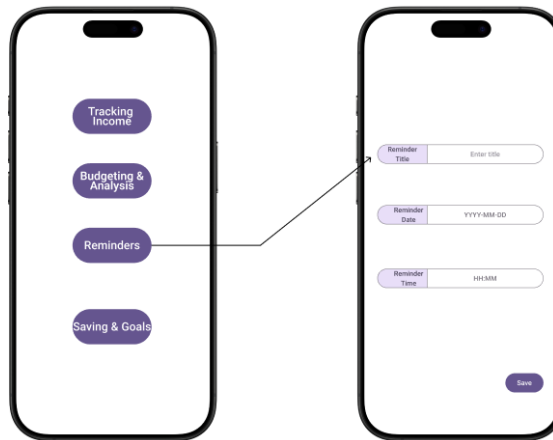 Tracking
Income
Budgeting &
Analysis
Reminders
Saving & Goals
Reminder
Title
Enter title
Reminder
Date
YYYY-MM-DD
Reminder
Time
HH:MM
Save